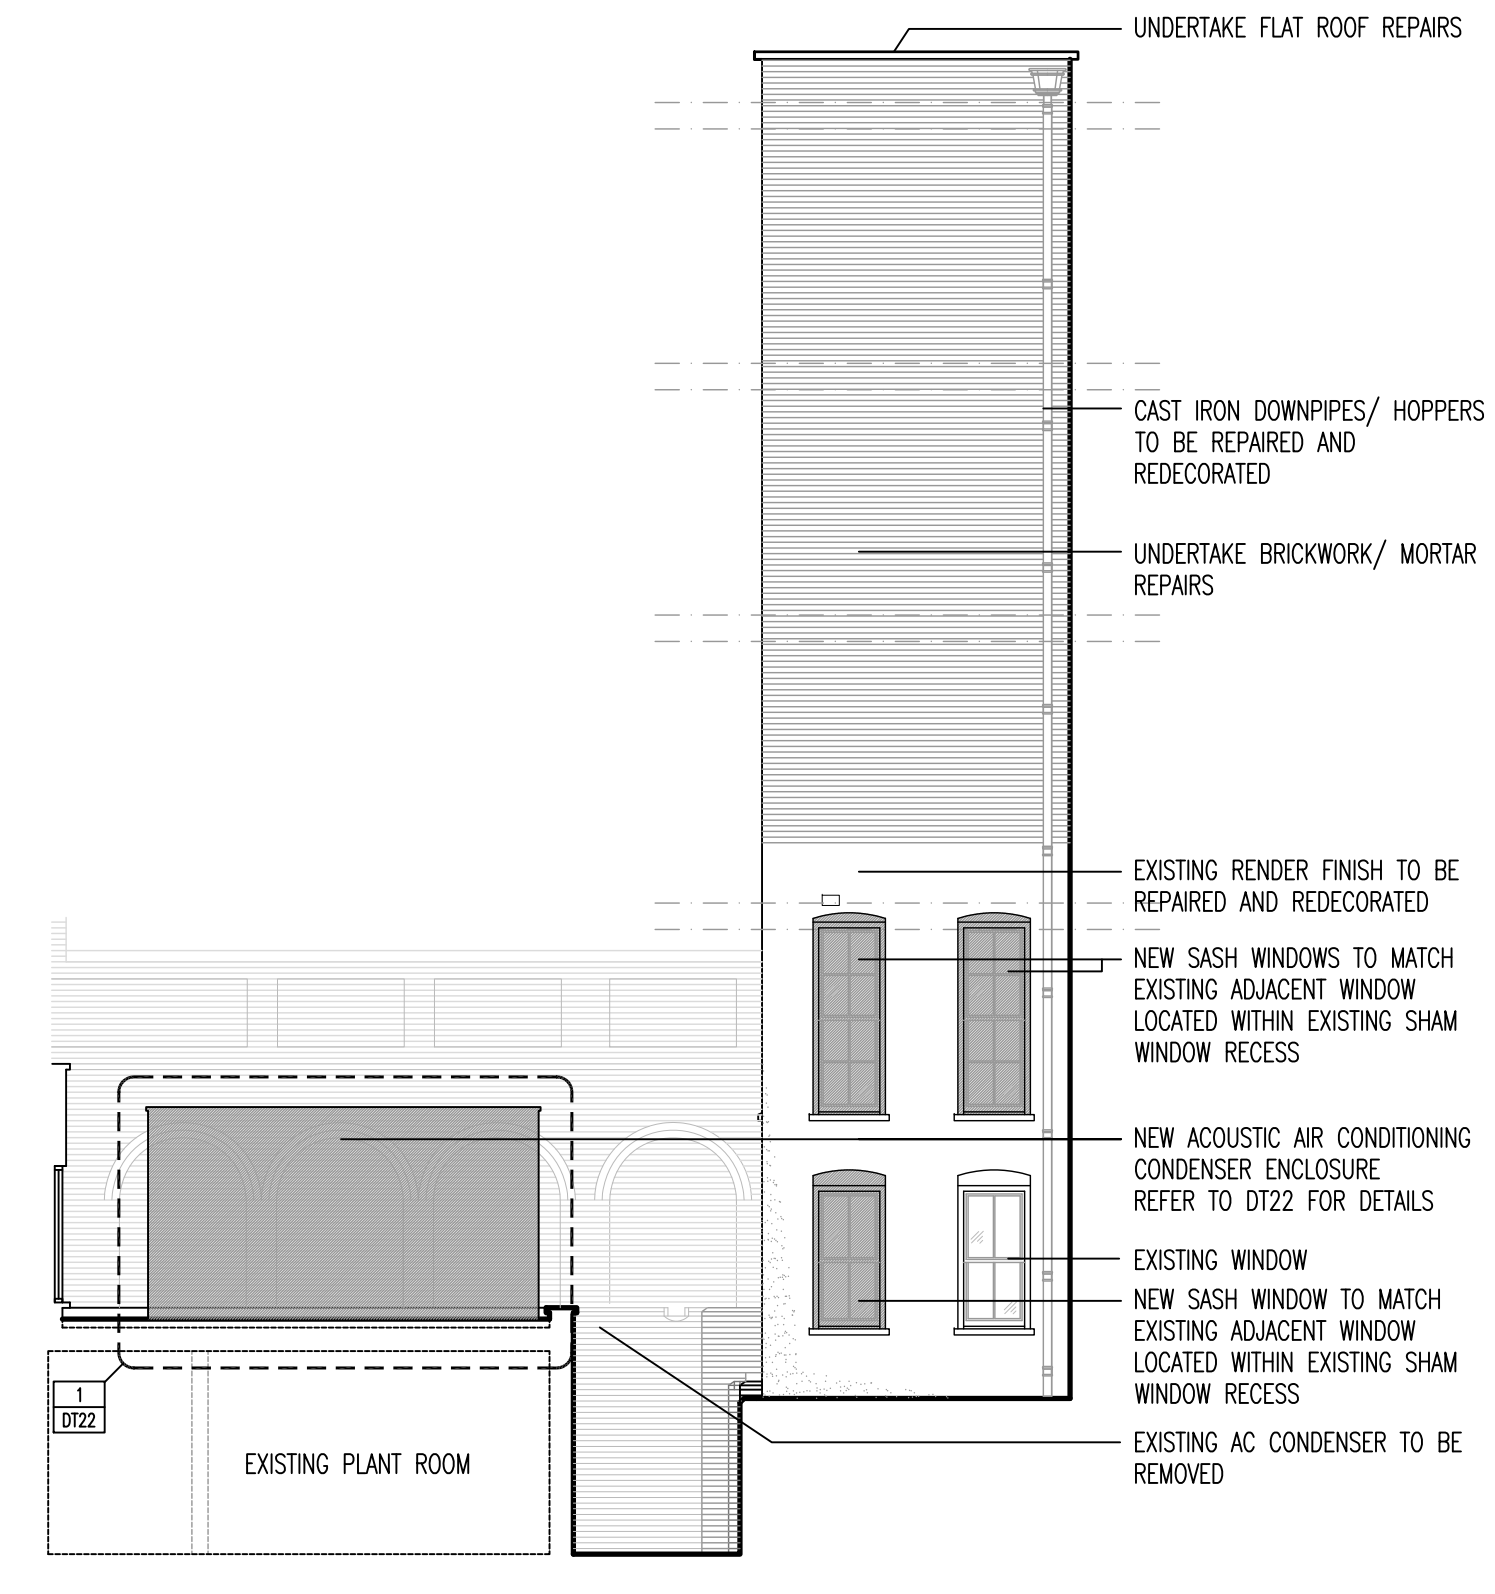 UNDERTAKE FLAT ROOF REPAIRS
CAST IRON DOWNPIPES/ HOPPERS
TO BE REPAIRED AND
REDECORATED
UNDERTAKE BRICKWORK/ MORTAR
REPAIRS
EXISTING RENDER FINISH TO BE
REPAIRED AND REDECORATED
NEW SASH WINDOWS TO MATCH
EXISTING ADJACENT WINDOW
LOCATED WITHIN EXISTING SHAM
WINDOW RECESS
NEW ACOUSTIC AIR CONDITIONING
CONDENSER ENCLOSURE
REFER TO DT22 FOR DETAILS
EXISTING WINDOW
NEW SASH WINDOW TO MATCH
EXISTING ADJACENT WINDOW
LOCATED WITHIN EXISTING SHAM
WINDOW RECESS
EXISTING AC CONDENSER TO BE
REMOVED
1
DT22
EXISTING PLANT ROOM